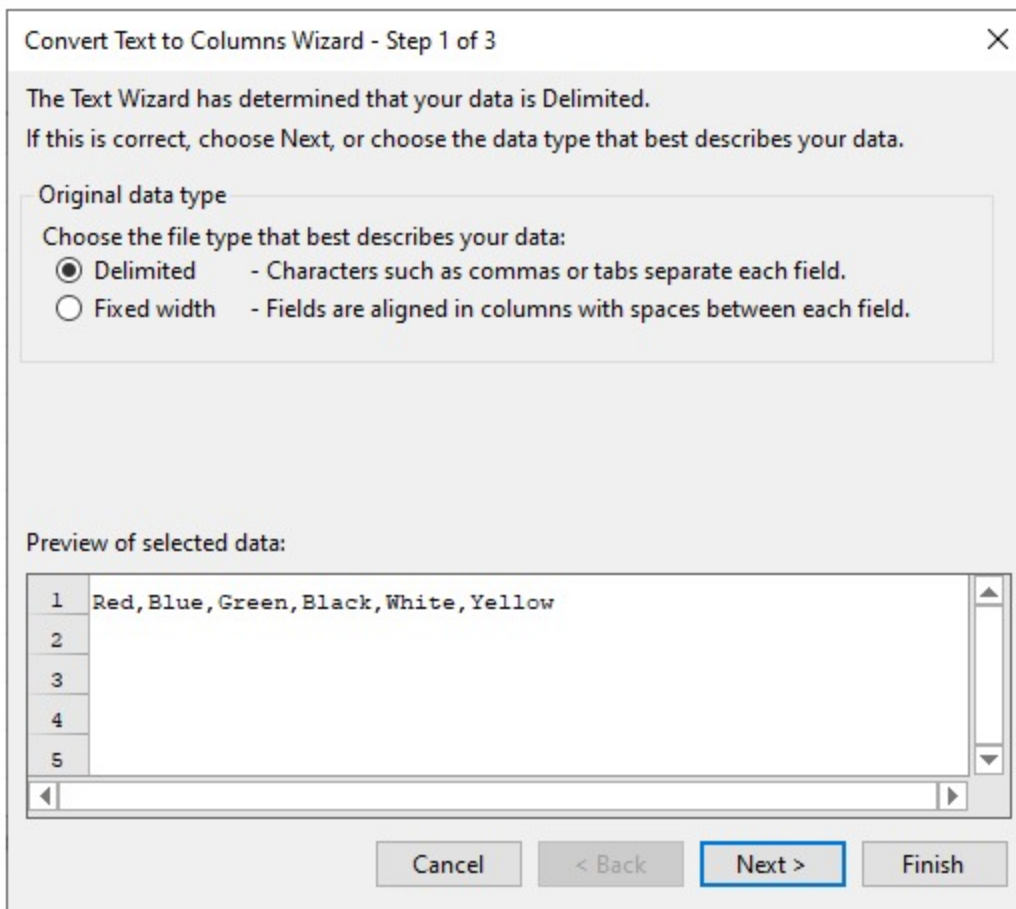 Convert Text to Columns Wizard - Step 1 of 3
The Text Wizard has determined that your data is Delimited.
If this is correct, choose Next, or choose the data type that best describes your data.
Original data type
Choose the file type that best describes your data:
Delimited - Characters such as commas or tabs separate each field.
Fixed width - Fields are aligned in columns with spaces between each field.
Preview of selected data:
1 Red,Blue,Green,Black,White,Yellow
2
3
4
5
Cancel < Back Next > Finish